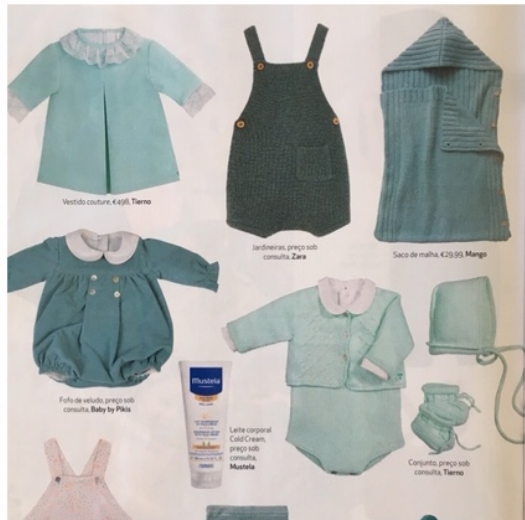 Vestido couture, €498, Tierno
Jardineiras, preço sob
consulta, Zara
Saco de malha, €29,99, Mango
Fofo de veludo, preço sob
consulta, Baby by Pikis
Mustela
Leite corporal
Cold Cream,
preço sob
consulta,
Mustela
Conjunto, preço sob
consulta, Tierno